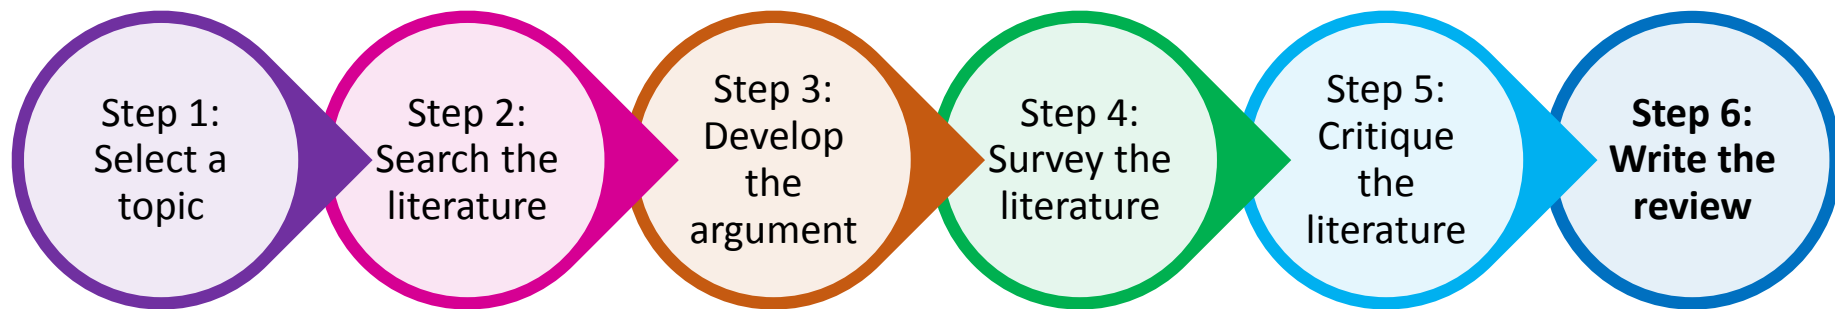 Step 1:
Select a
topic
Step 2:
Search the
literature
Step 3:
Develop
the
argument
Step 4:
Survey the
literature
Step 5:
Critique
the
literature
Step 6:
Write the
review